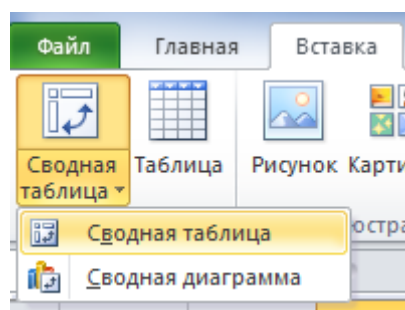 Файл Главная Вставка
Сводная Таблица Рисунок
таблица
Сводная таблица
Сводная диаграмма